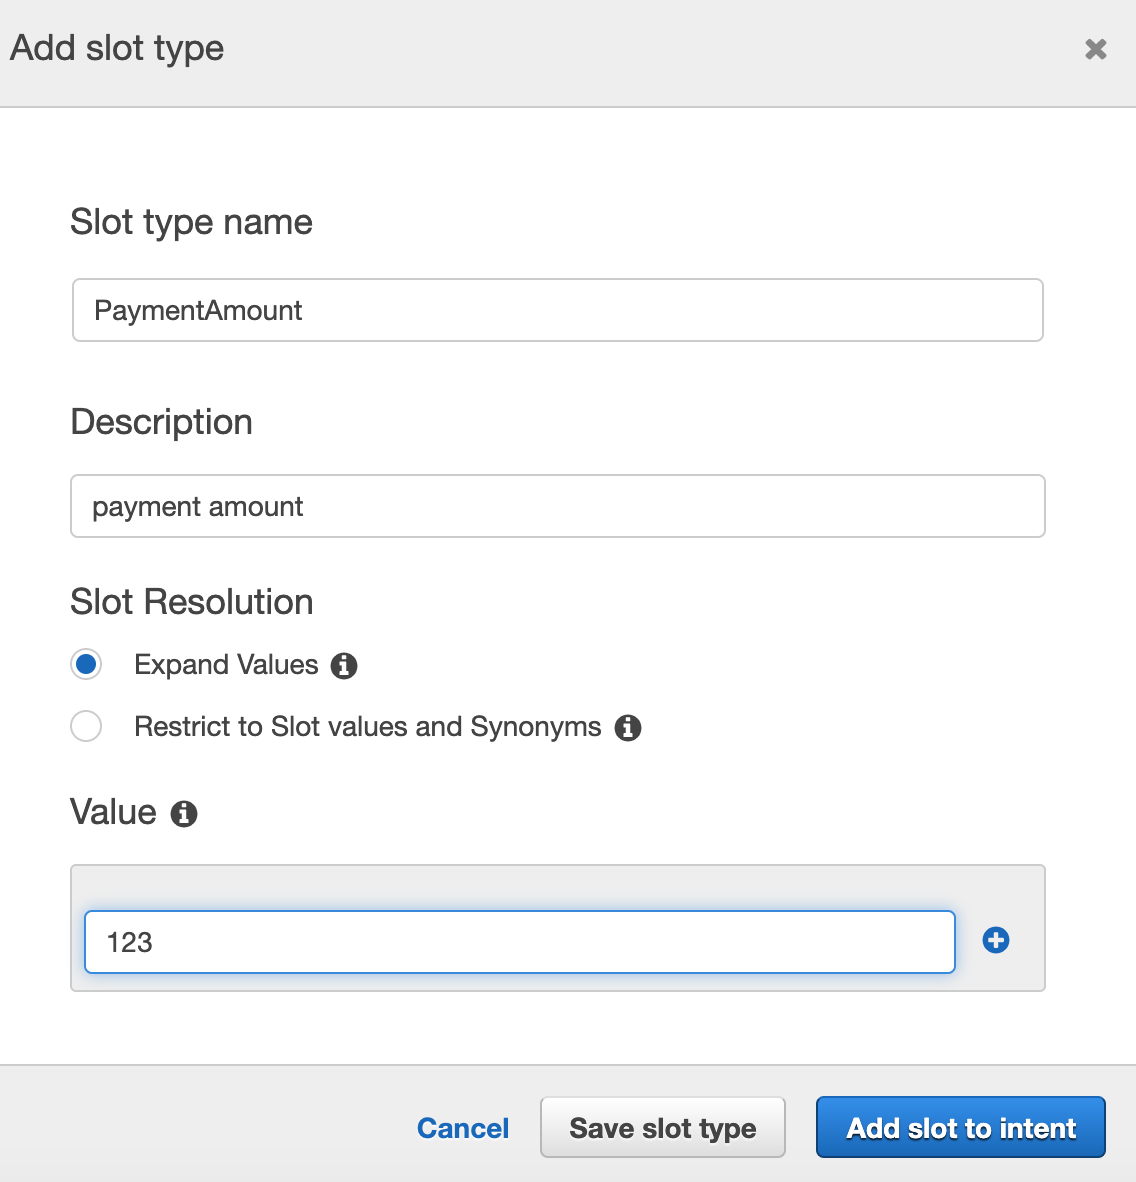 Add slot type
Slot type name
PaymentAmount
Description
payment amount
Slot Resolution
Expand Values
Restrict to Slot values and Synonyms
Value
123
Cancel
Save slot type
Add slot to intent